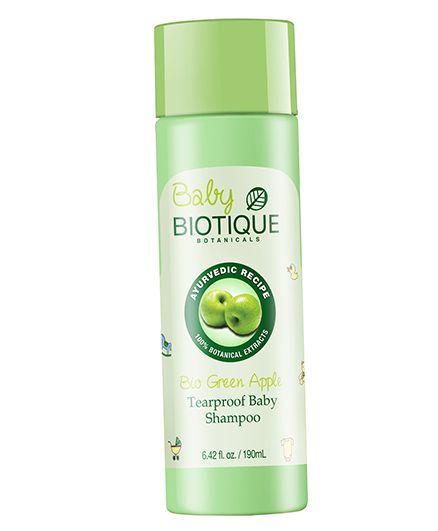 Baby
BIOTIQUE
BOTANICALS
AYURVEDIC RECIPE
100% BOTANICAL EXTRACTS
Bio Green Apple
Tearproof Baby
Shampoo
6.42 fl. oz. / 190mL